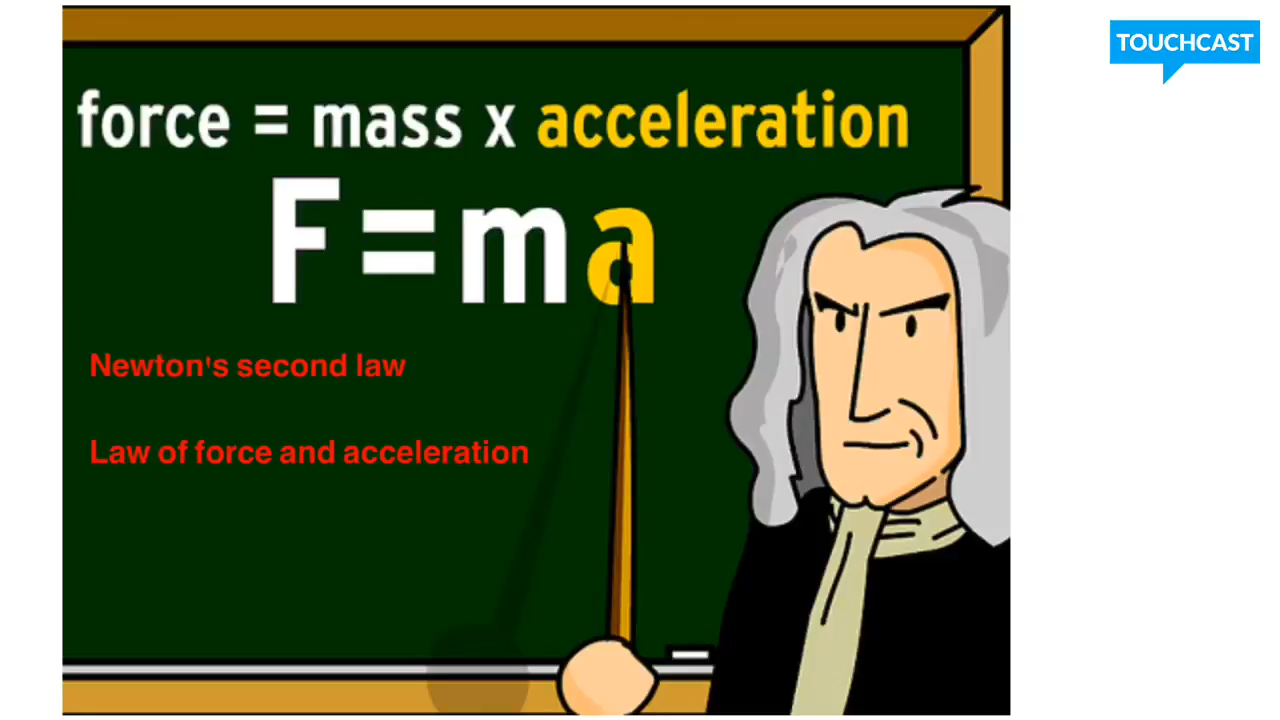 TOUCHCAST
force = mass x acceleration
F=ma
Newton's second law
Law of force and acceleration